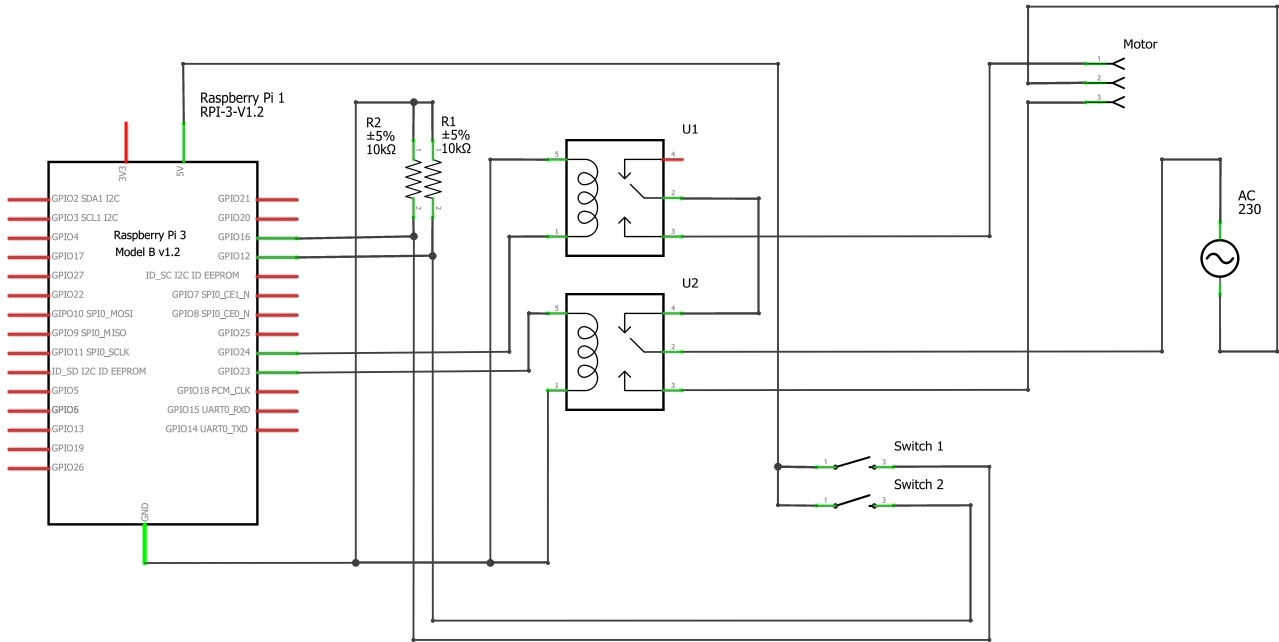 Motor
1
2
3
Raspberry Pi 1
RPI-3-V1.2
R2
±5%
10kΩ
1
2
R1
±5%
10kΩ
1
2
U1
5
4
2
1
3
3V3
5V
AC
230
GPIO2 SDA1 I2C
GPIO21
GPIO3 SCL1 I2C
GPIO20
GPIO4
Raspberry Pi 3
GPIO16
Model B v1.2
GPIO17
GPIO12
GPIO27
ID_SC I2C ID EEPROM
GPIO22
GPIO7 SPI0_CE1_N
GPIO10 SPI0_MOSI
GPIO8 SPI0_CE0_N
GPIO9 SPI0_MISO
GPIO25
GPIO11 SPI0_SCLK
GPIO24
ID_SD I2C ID EEPROM
GPIO23
GPIO5
GPIO18 PCM_CLK
GPIO6
GPIO15 UART0_RXD
GPIO13
GPIO14 UART0_TXD
GPIO19
GPIO26
GND
U2
5
4
2
1
3
Switch 1
1
3
Switch 2
1
3